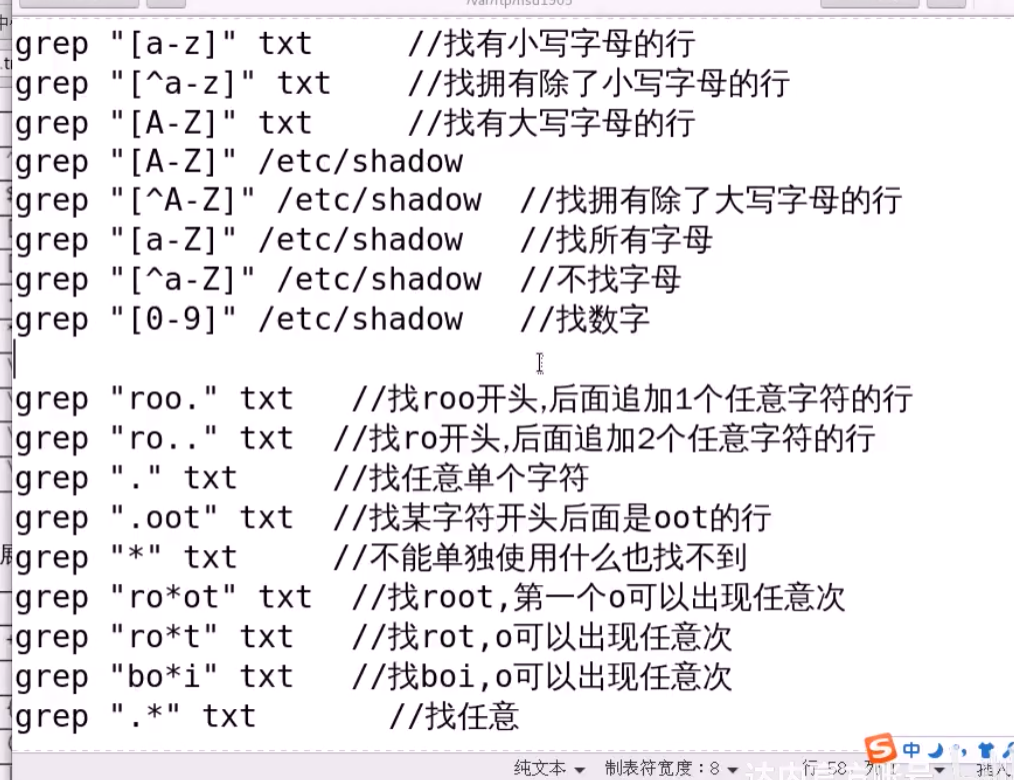 /var/ftp/nsd1905
grep "[a-z]" txt //找有小写字母的行
grep "[^a-z]" txt //找拥有除了小写字母的行
grep "[A-Z]" txt //找有大写字母的行
grep "[A-Z]" /etc/shadow
grep "[^A-Z]" /etc/shadow //找拥有除了大写字母的行
grep "[a-Z]" /etc/shadow //找所有字母
grep "[^a-Z]" /etc/shadow //不找字母
grep "[0-9]" /etc/shadow //找数字
grep "roo." txt //找roo开头,后面追加1个任意字符的行
grep "ro.." txt //找ro开头,后面追加2个任意字符的行
grep "." txt //找任意单个字符
grep ".oot" txt //找某字符开头后面是oot的行
grep "*" txt //不能单独使用什么也找不到
grep "ro*ot" txt //找root,第一个o可以出现任意次
grep "ro*t" txt //找rot,o可以出现任意次
grep "bo*i" txt //找boi,o可以出现任意次
grep ".*" txt //找任意
中
纯文本 制表符宽度：8 行 58，列 1